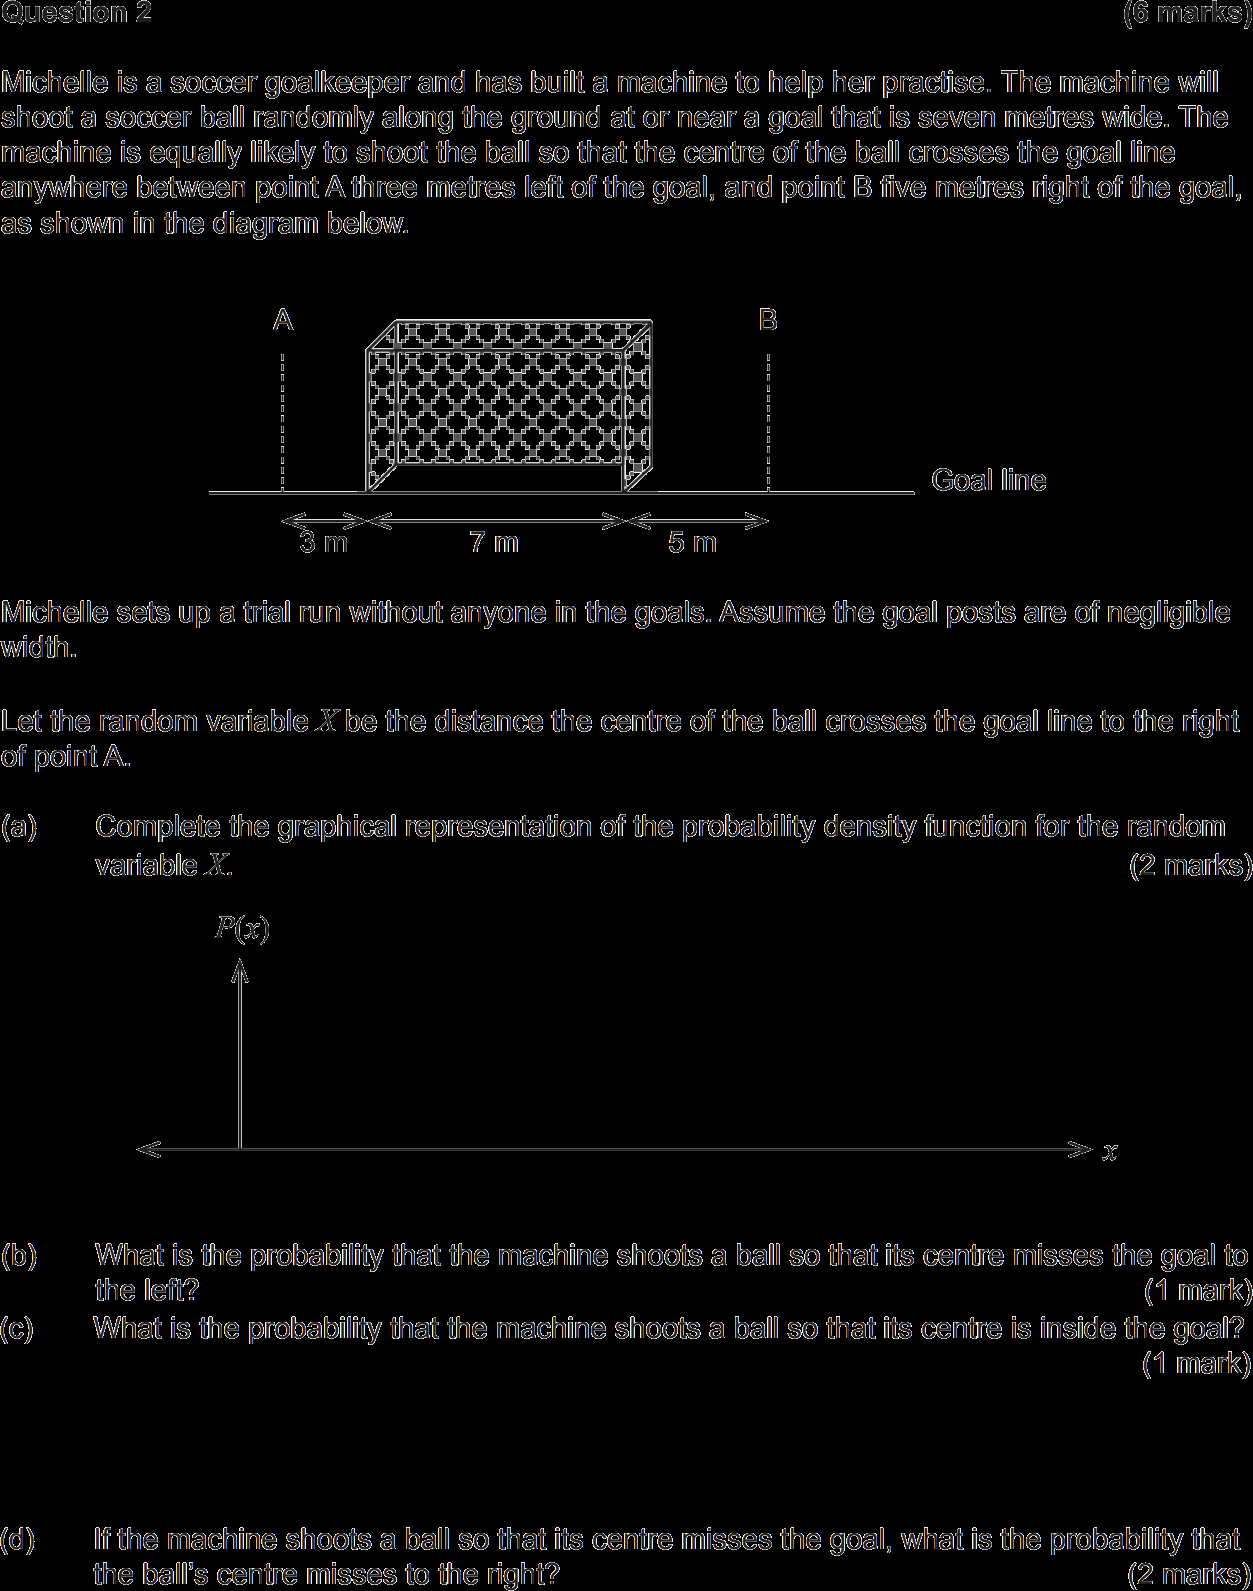 Question 2 (6 marks)
Michelle is a soccer goalkeeper and has built a machine to help her practise. The machine will
shoot a soccer ball randomly along the ground at or near a goal that is seven metres wide. The
machine is equally likely to shoot the ball so that the centre of the ball crosses the goal line
anywhere between point A three metres left of the goal, and point B five metres right of the goal,
as shown in the diagram below.
A B
Goal line
3 m 7 m 5 m
Michelle sets up a trial run without anyone in the goals. Assume the goal posts are of negligible
width.
Let the random variable X be the distance the centre of the ball crosses the goal line to the right
of point A.
(a) Complete the graphical representation of the probability density function for the random
variable X. (2 marks)
P(x)
x
(b) What is the probability that the machine shoots a ball so that its centre misses the goal to
the left? (1 mark)
(c) What is the probability that the machine shoots a ball so that its centre is inside the goal?
(1 mark)
(d) If the machine shoots a ball so that its centre misses the goal, what is the probability that
the ball's centre misses to the right? (2 marks)